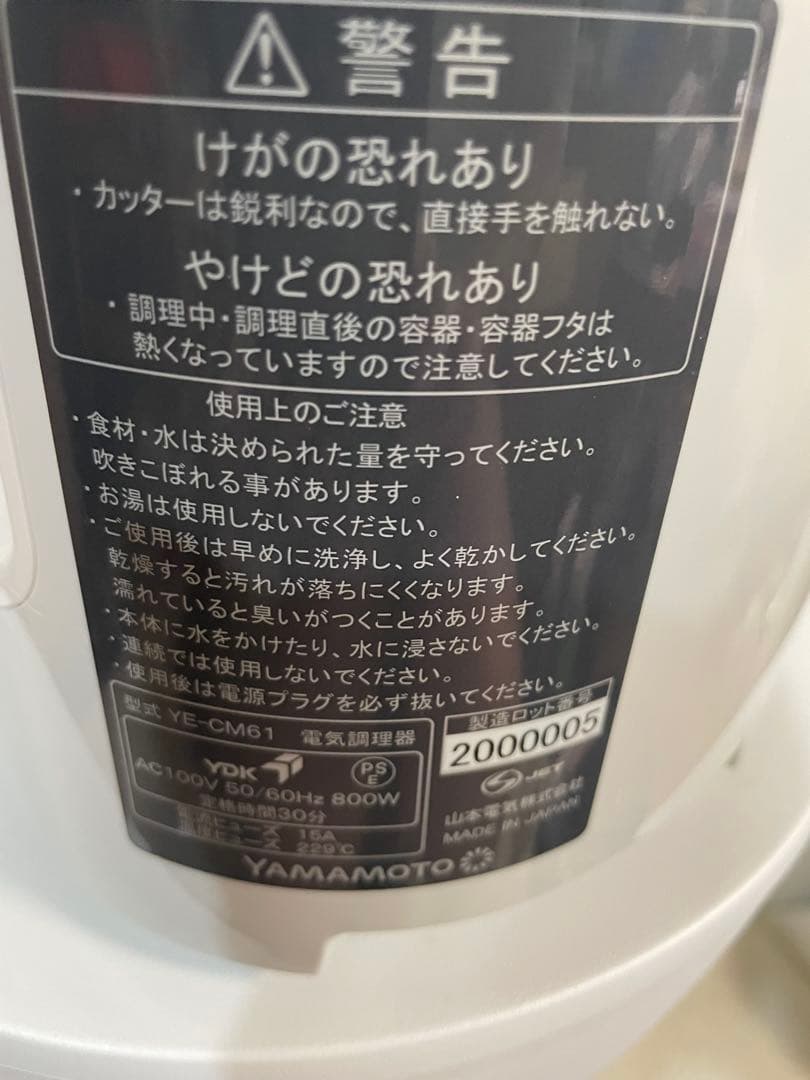 警告
けがの恐れあり
・カッターは鋭利なので、直接手を触れない。
やけどの恐れあり
・調理中・調理直後の容器・容器フタは
熱くなっていますので注意してください。
使用上のご注意
・食材・水は決められた量を守ってください。
吹きこぼれる事があります。
・お湯は使用しないでください。
・ご使用後は早めに洗浄し、よく乾かしてください。
乾燥すると汚れが落ちにくくなります。
濡れていると臭いがつくことがあります。
・本体に水をかけたり、水に浸さないでください。
・連続では使用しないでください。
・使用後は電源プラグを必ず抜いてください。
型式 YE-CM61 電気調理器
YDK PSE
AC100V 50/60Hz 800W
定格時間30分
電流ヒューズ 15A
温度ヒューズ 229℃
製造ロット番号
2000005
JET
山本電気株式会社
MADE IN JAPAN
YAMAMOTO